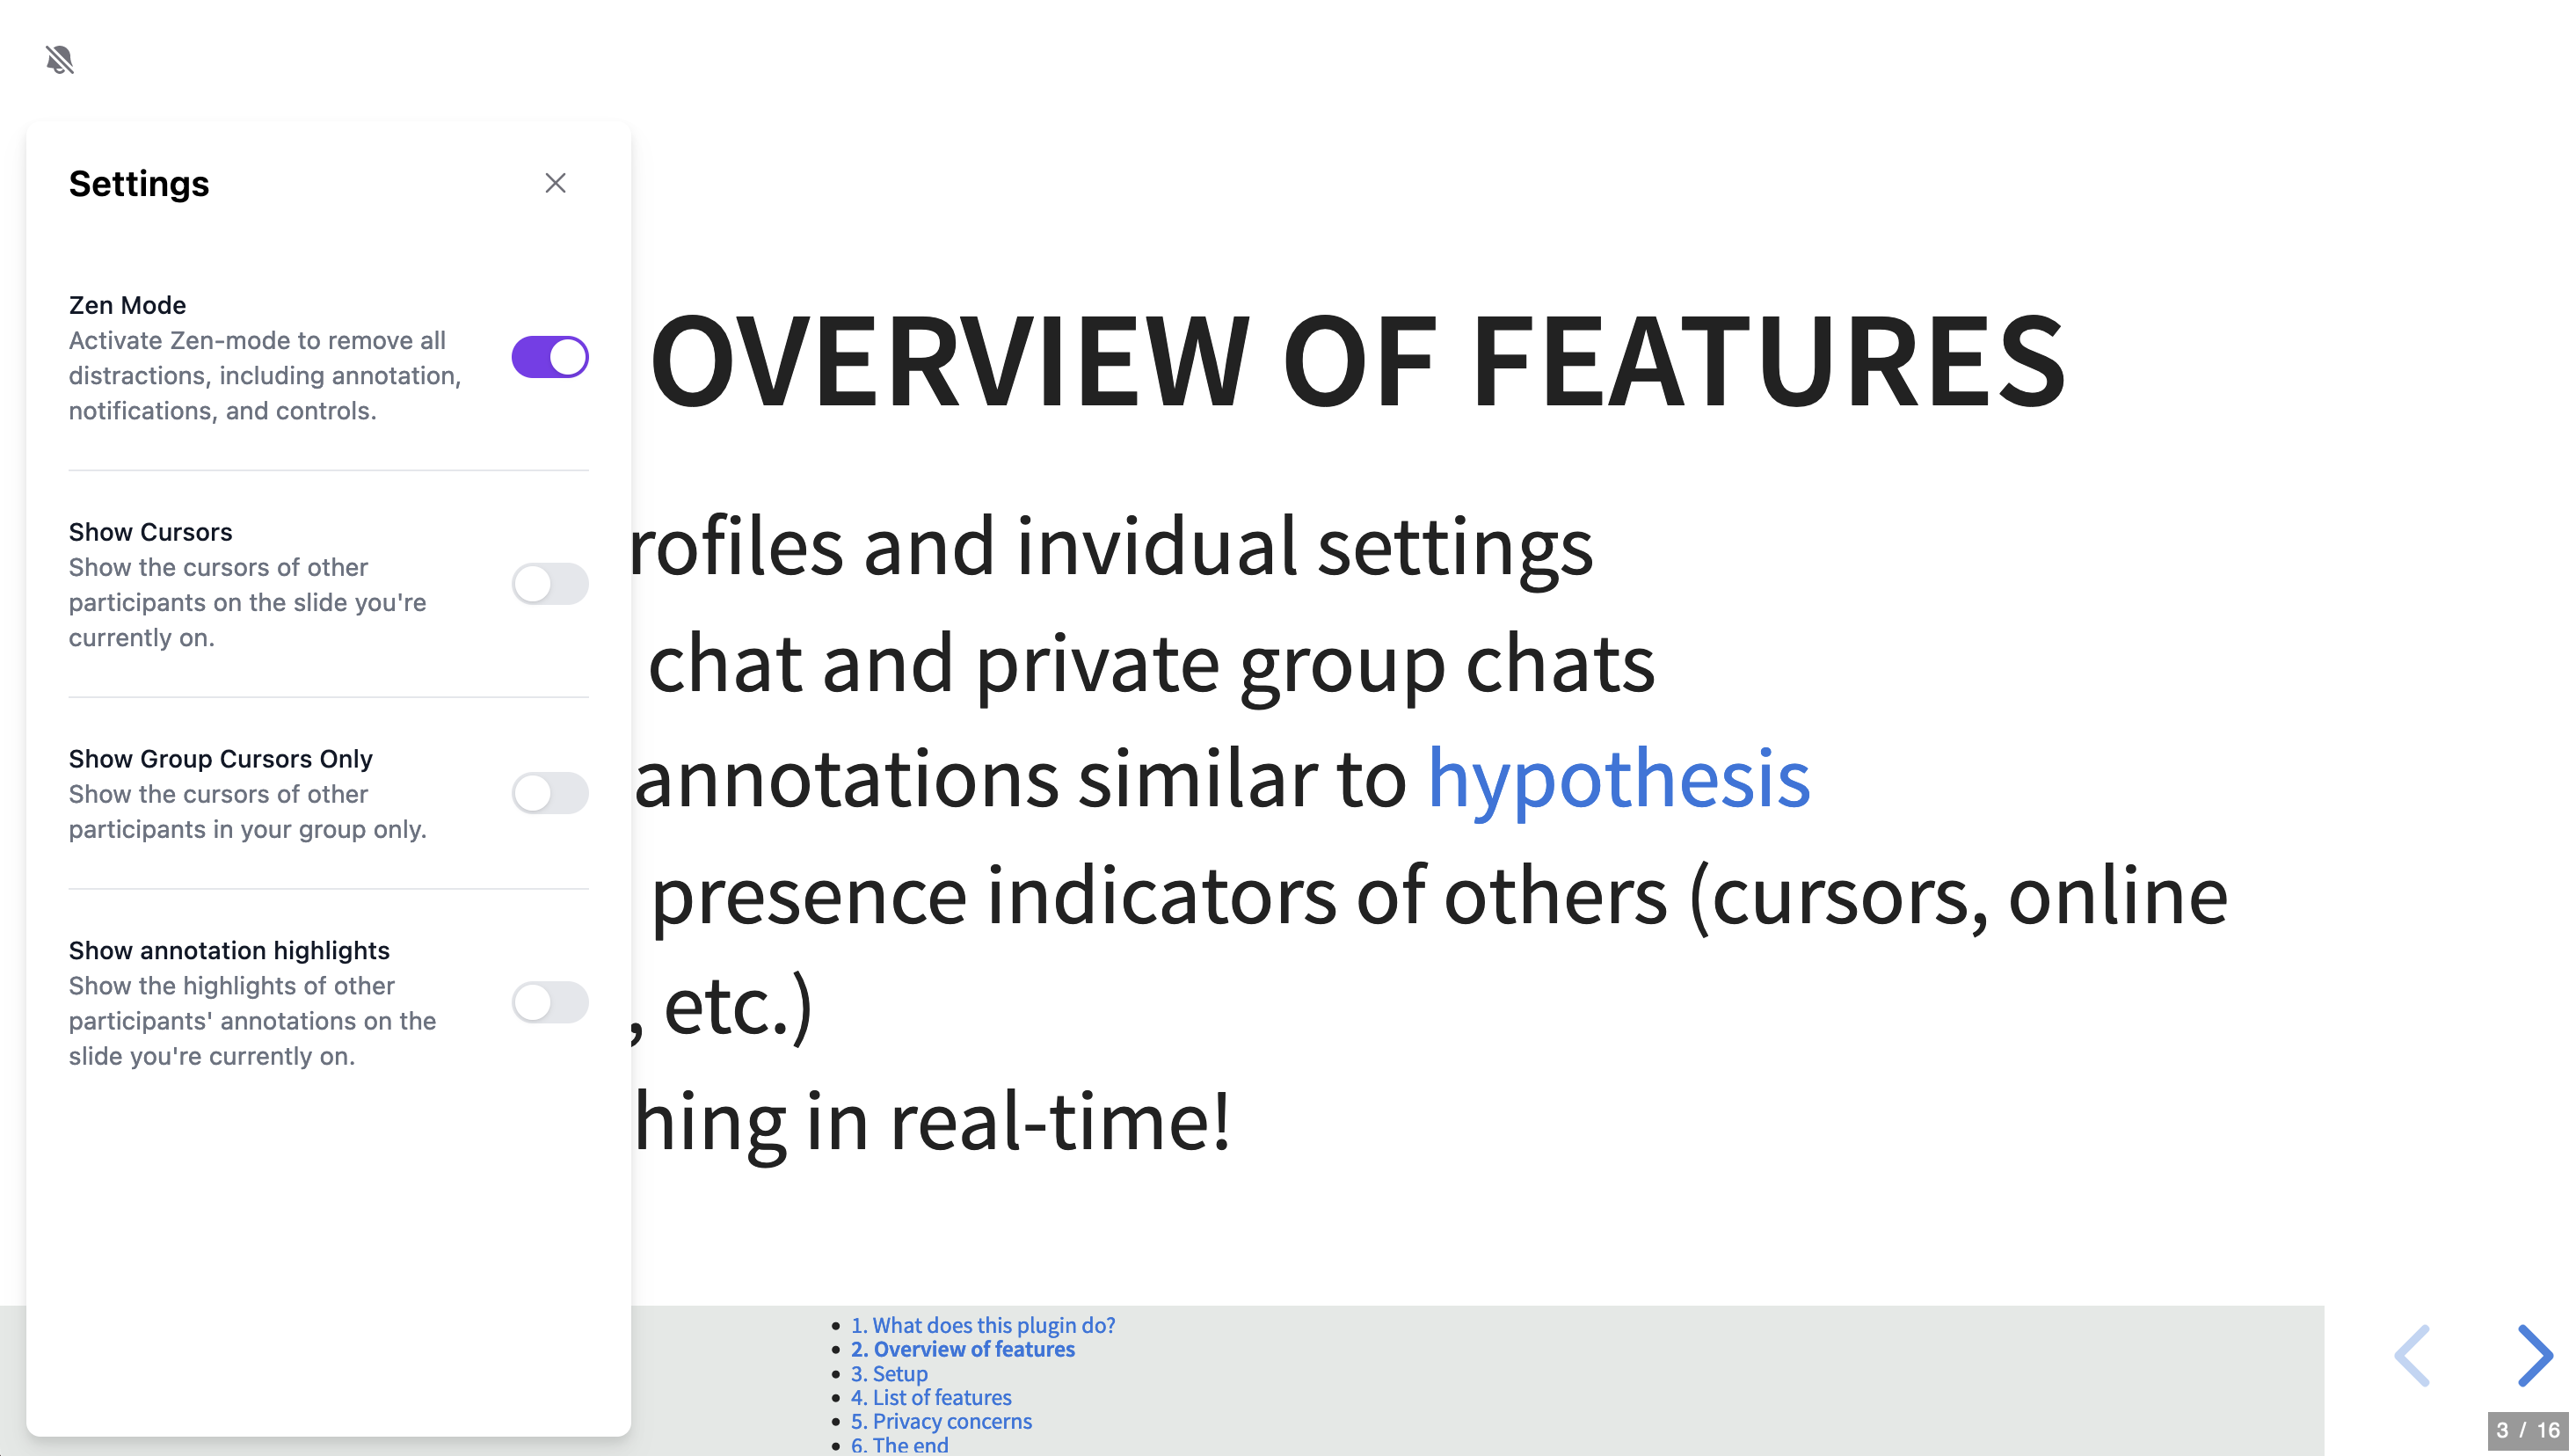 Settings
Zen Mode
Activate Zen-mode to remove all
distractions, including annotation,
notifications, and controls.
Show Cursors
Show the cursors of other
participants on the slide you're
currently on.
Show Group Cursors Only
Show the cursors of other
participants in your group only.
Show annotation highlights
Show the highlights of other
participants' annotations on the
slide you're currently on.
OVERVIEW OF FEATURES
rofiles and invidual settings
chat and private group chats
annotations similar to hypothesis
presence indicators of others (cursors, online
, etc.)
hing in real-time!
1. What does this plugin do?
2. Overview of features
3. Setup
4. List of features
5. Privacy concerns
6. The end
3 / 16